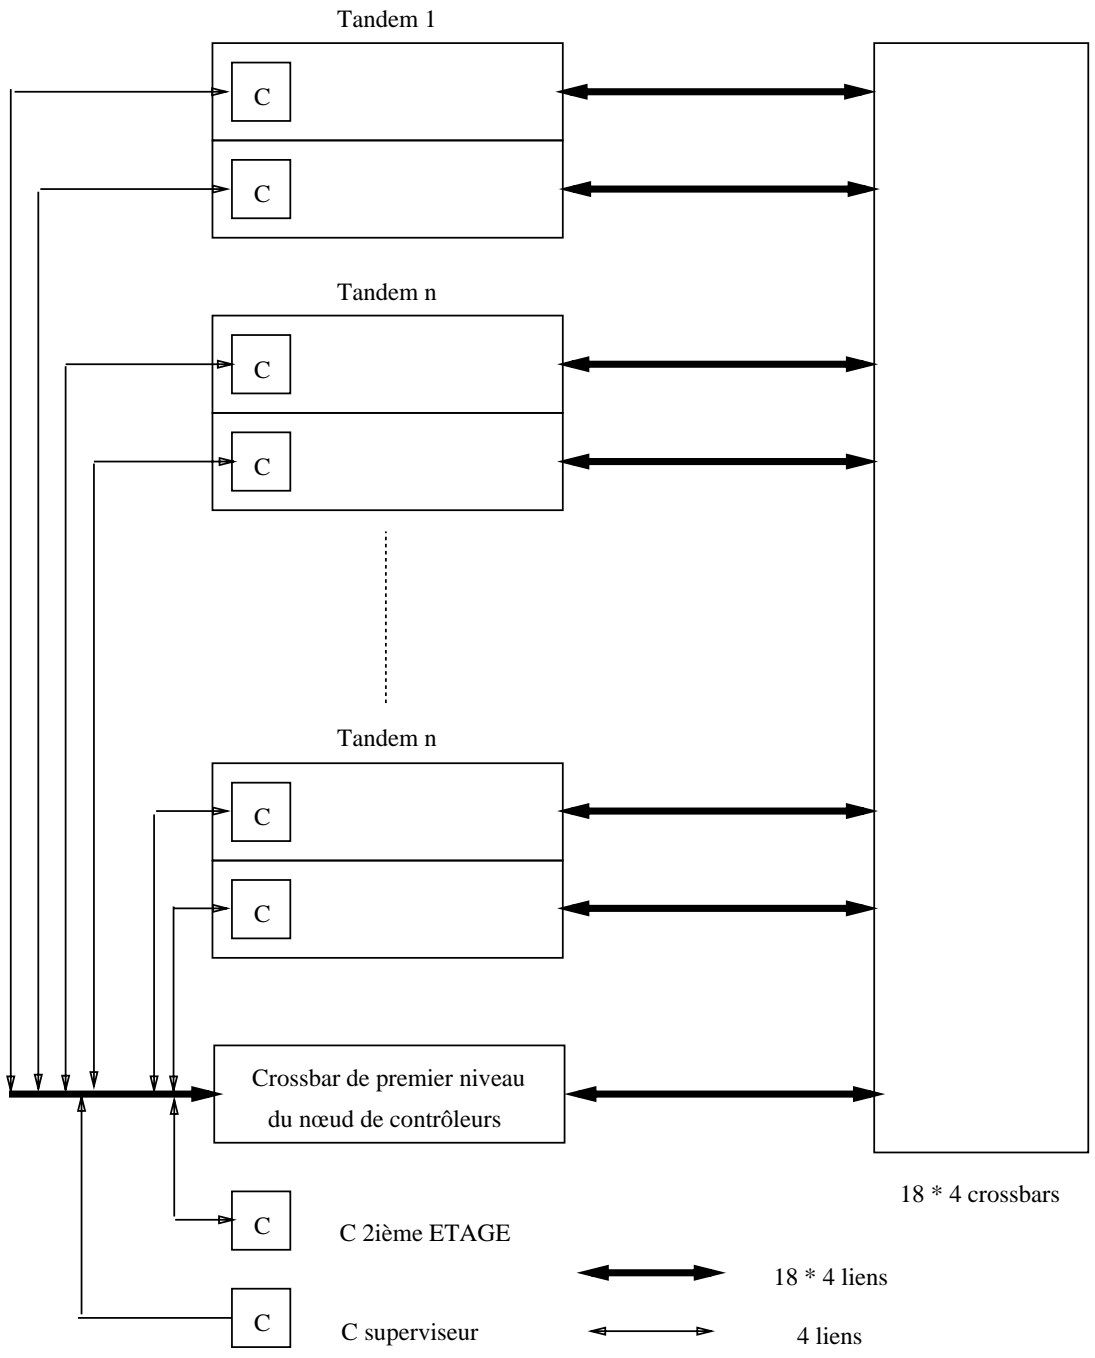 Tandem 1
C
C
Tandem n
C
C
Tandem n
C
C
Crossbar de premier niveau
du nœud de contrôleurs
18 * 4 crossbars
C
C 2ième ETAGE
18 * 4 liens
C
C superviseur
4 liens